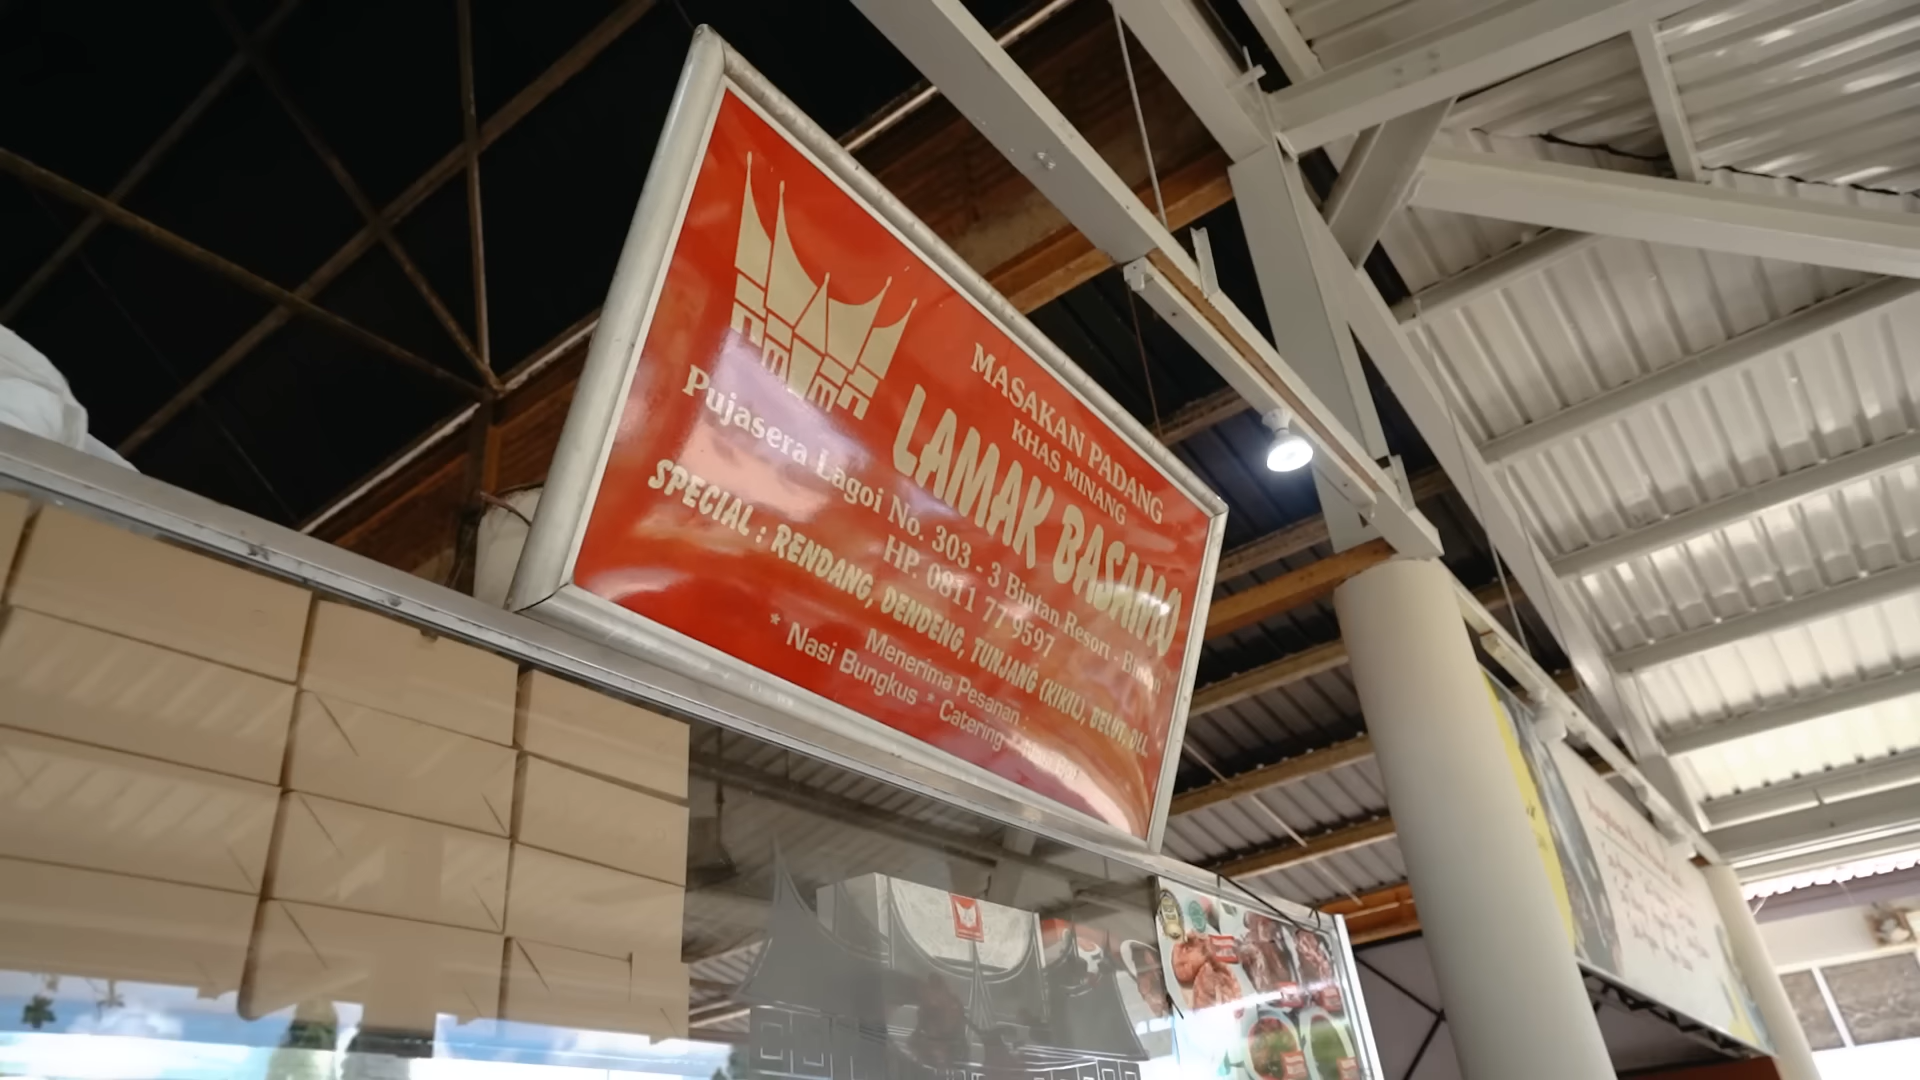 MASAKAN PADANG
KHAS MINANG
LAMAK BASAMO
Pujasera Lagoi No. 303 - 3 Bintan Resort - Bintan
HP. 0811 77 9597
SPECIAL : RENDANG, DENDENG, TUNJANG (KIKIL), BELUT, DLL
Menerima Pesanan :
* Nasi Bungkus * Catering *